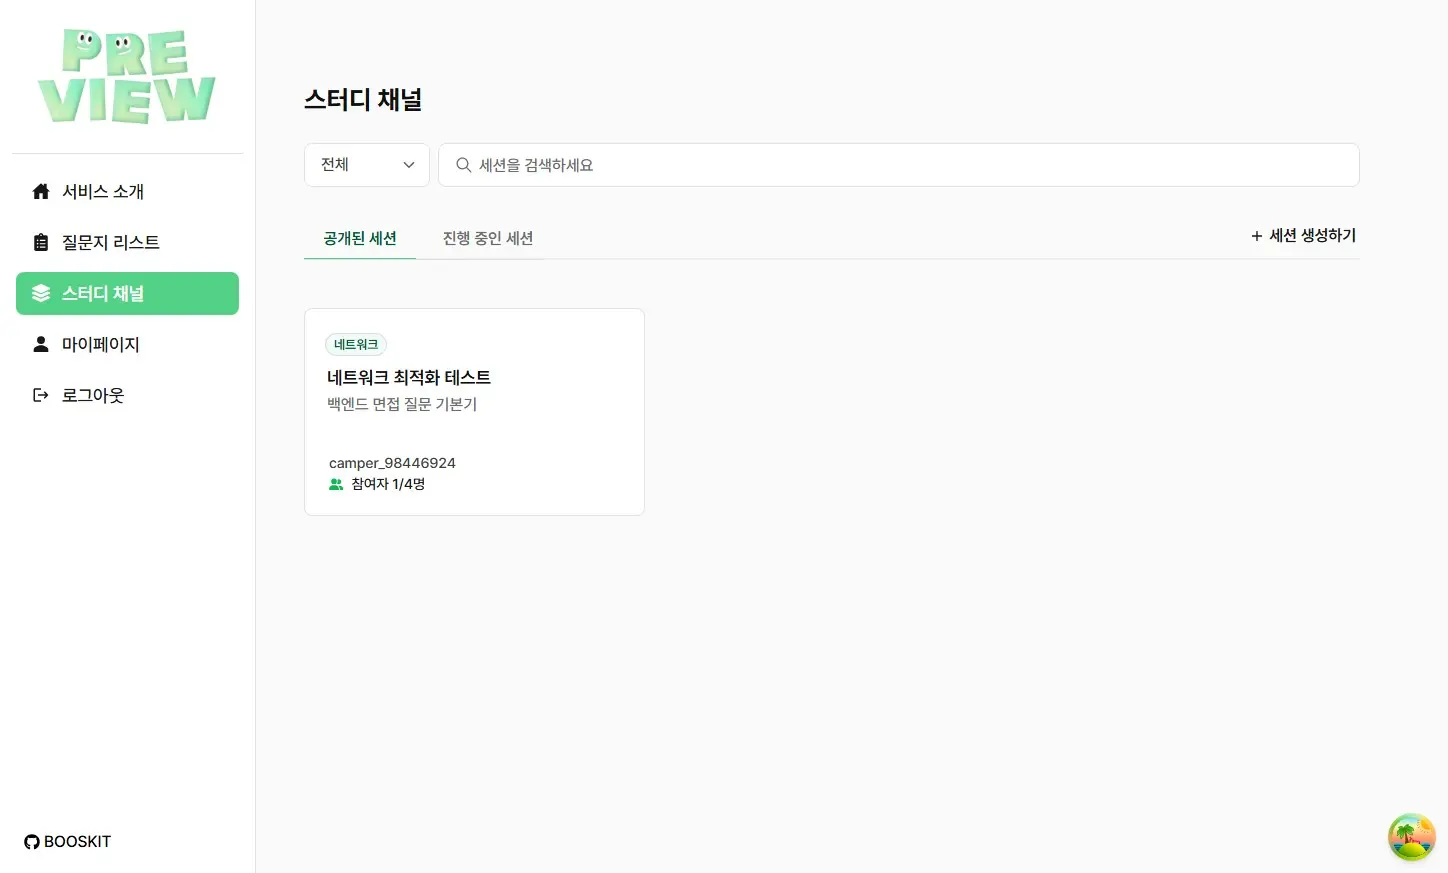 PRE
VIEW
서비스 소개
질문지 리스트
스터디 채널
마이페이지
로그아웃
BOOSKIT
스터디 채널
전체
세션을 검색하세요
공개된 세션
진행 중인 세션
+ 세션 생성하기
네트워크
네트워크 최적화 테스트
백엔드 면접 질문 기본기
camper_98446924
참여자 1/4명